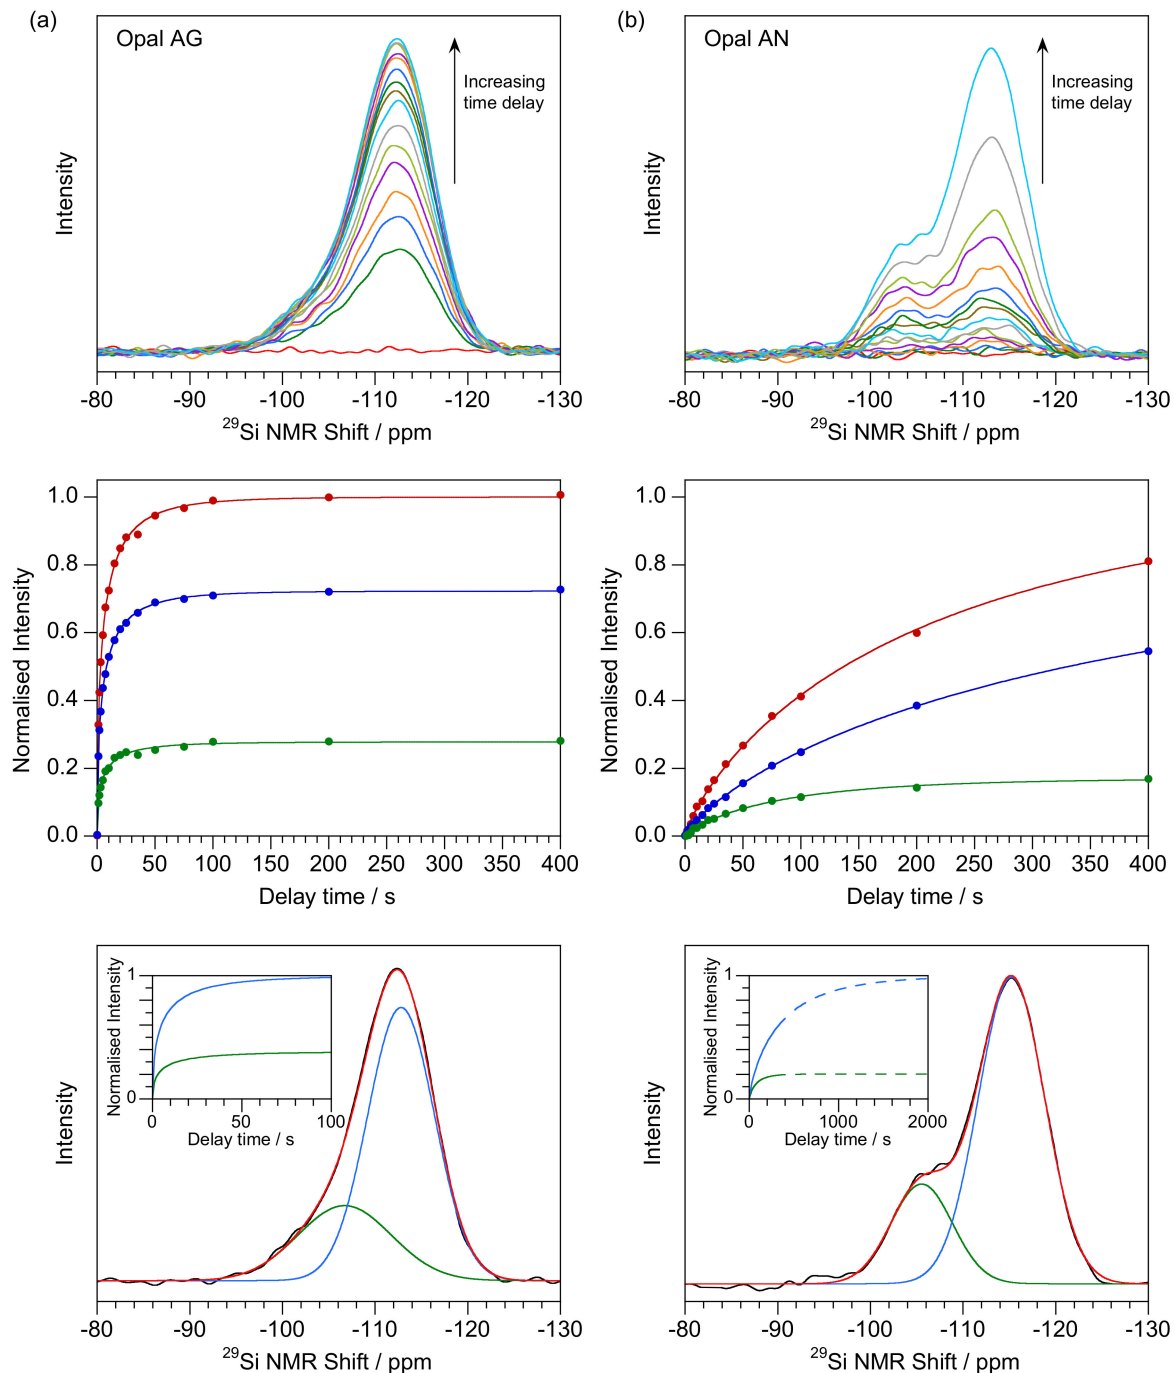 (a)
Opal AG
Increasing
time delay
Intensity
-80 -90 -100 -110 -120 -130
²⁹Si NMR Shift / ppm
(b)
Opal AN
Increasing
time delay
Intensity
-80 -90 -100 -110 -120 -130
²⁹Si NMR Shift / ppm
1.0
0.8
0.6
0.4
0.2
0.0
Normalised Intensity
0 50 100 150 200 250 300 350 400
Delay time / s
1.0
0.8
0.6
0.4
0.2
0.0
Normalised Intensity
0 50 100 150 200 250 300 350 400
Delay time / s
Intensity
1
0
Normalised Intensity
0 50 100
Delay time / s
-80 -90 -100 -110 -120 -130
²⁹Si NMR Shift / ppm
Intensity
1
0
Normalised Intensity
0 1000 2000
Delay time / s
-80 -90 -100 -110 -120 -130
²⁹Si NMR Shift / ppm